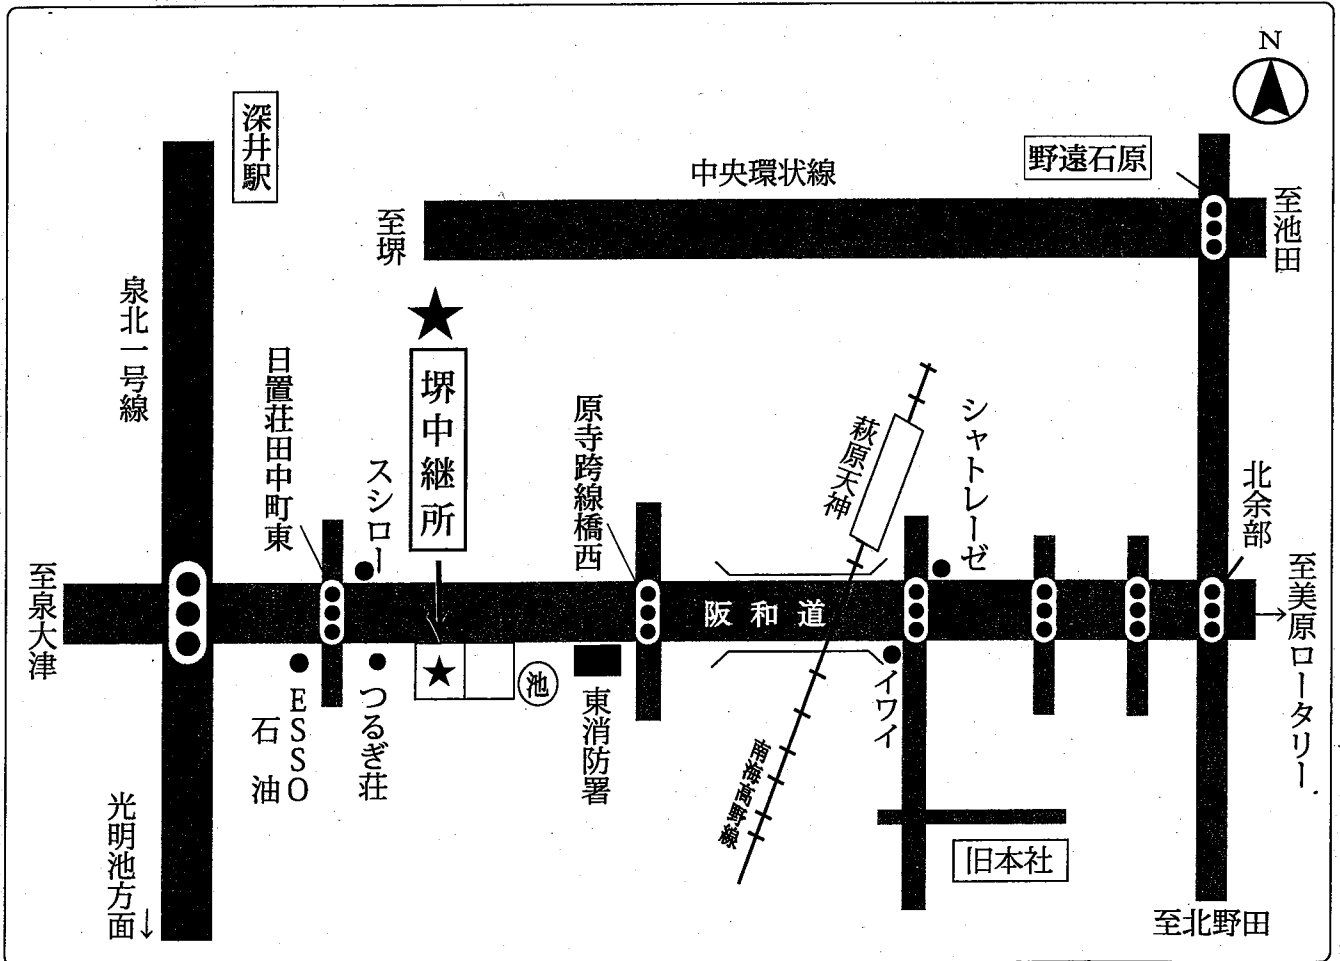 N
深井駅
中央環状線
野遠石原
至堺
至池田
泉北一号線
日置荘田中町東
スシロー
堺中継所
原寺跨線橋西
萩原天神
シャトレーゼ
北余部
至泉大津
阪和道
至美原ロータリー
ESSO
石油
つるぎ荘
池
東消防署
イワイ
南海高野線
旧本社
光明池方面↓
至北野田